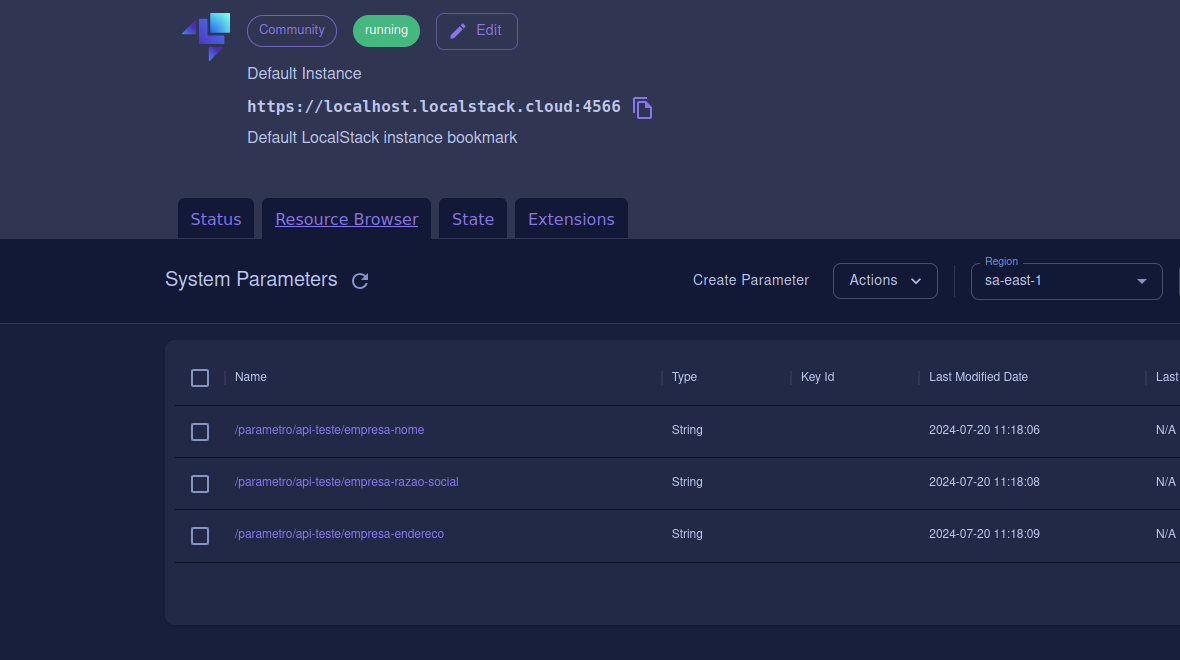 Community running Edit
Default Instance
https://localhost.localstack.cloud:4566
Default LocalStack instance bookmark
Status Resource Browser State Extensions
System Parameters Create Parameter Actions Region sa-east-1
Name Type Key Id Last Modified Date Last
/parametro/api-teste/empresa-nome String 2024-07-20 11:18:06 N/A
/parametro/api-teste/empresa-razao-social String 2024-07-20 11:18:08 N/A
/parametro/api-teste/empresa-endereco String 2024-07-20 11:18:09 N/A